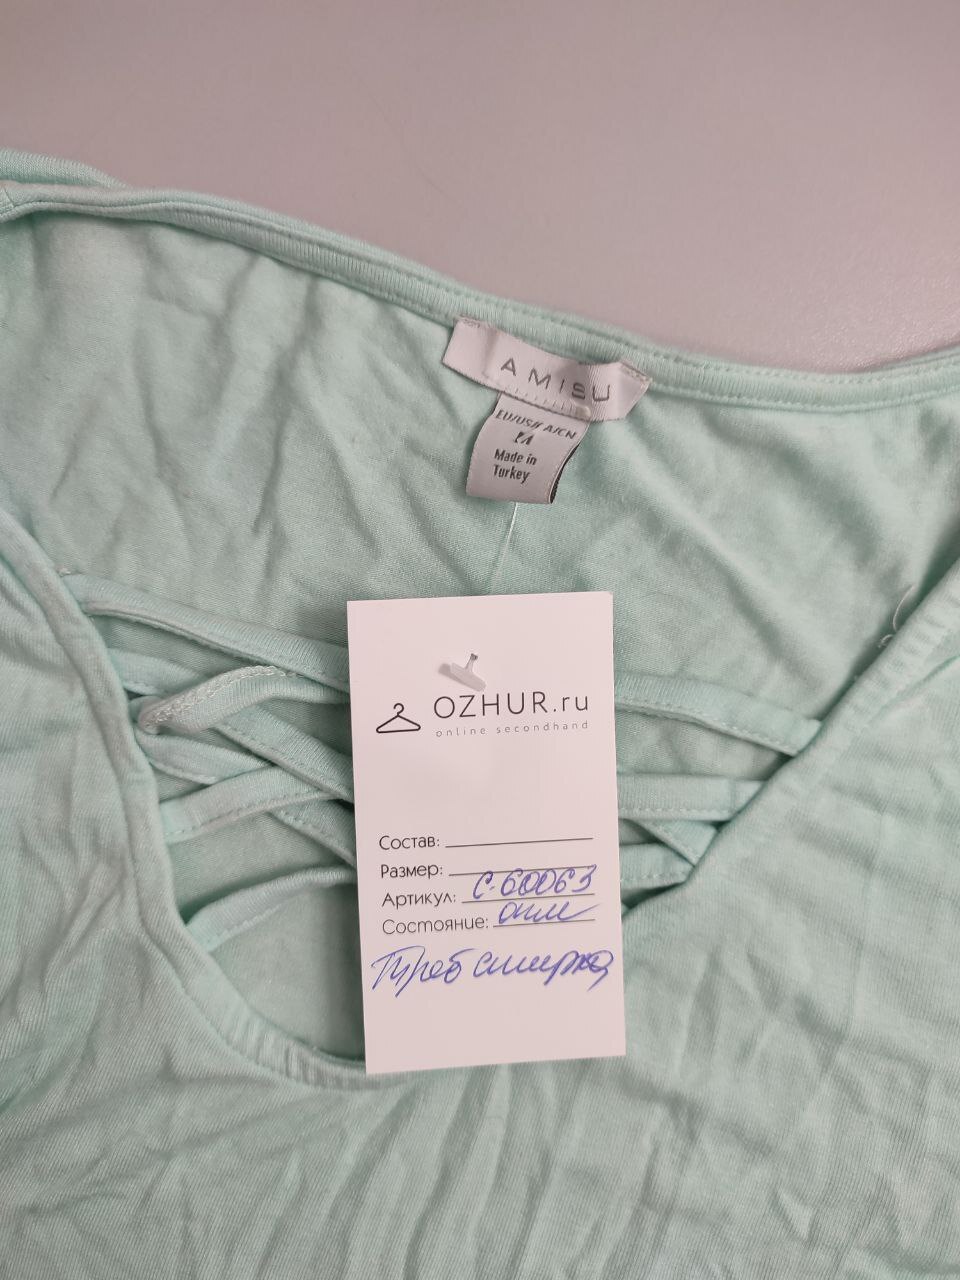 AMISU
EU/US/KA/CN
M
Made in
Turkey
OZHUR.ru
online secondhand
Состав:
Размер:
Артикул: С-60063
Состояние: отл
Треб стирка